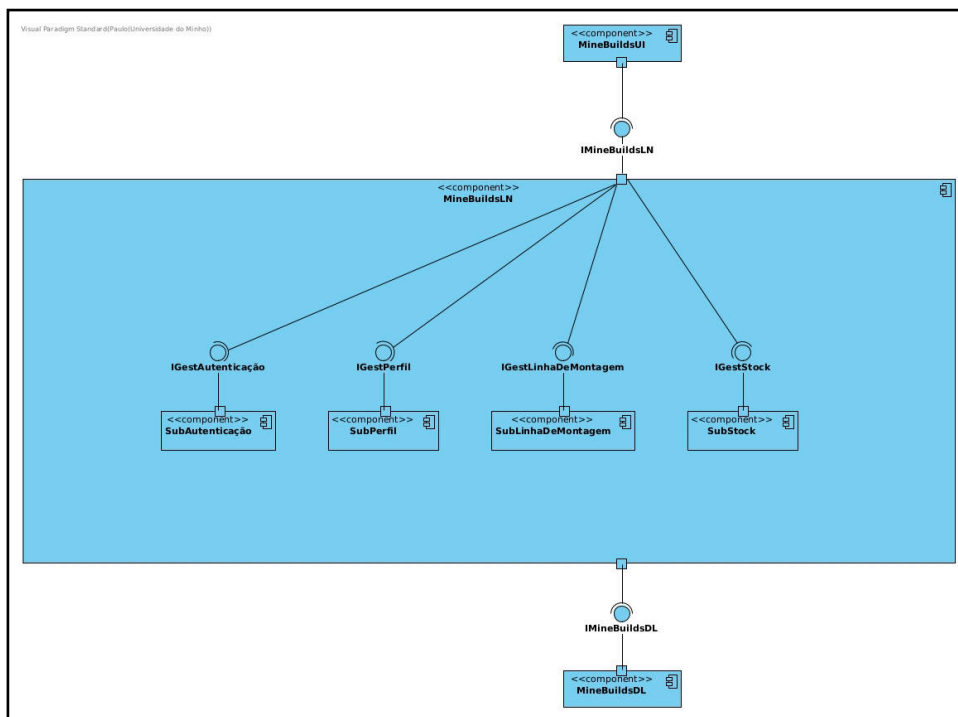 Visual Paradigm Standard(Paulo(Universidade do Minho))
<<component>>
MineBuildsUI
IMineBuildsLN
<<component>>
MineBuildsLN
IGestAutenticação
IGestPerfil
IGestLinhaDeMontagem
IGestStock
<<component>>
SubAutenticação
<<component>>
SubPerfil
<<component>>
SubLinhaDeMontagem
<<component>>
SubStock
IMineBuildsDL
<<component>>
MineBuildsDL